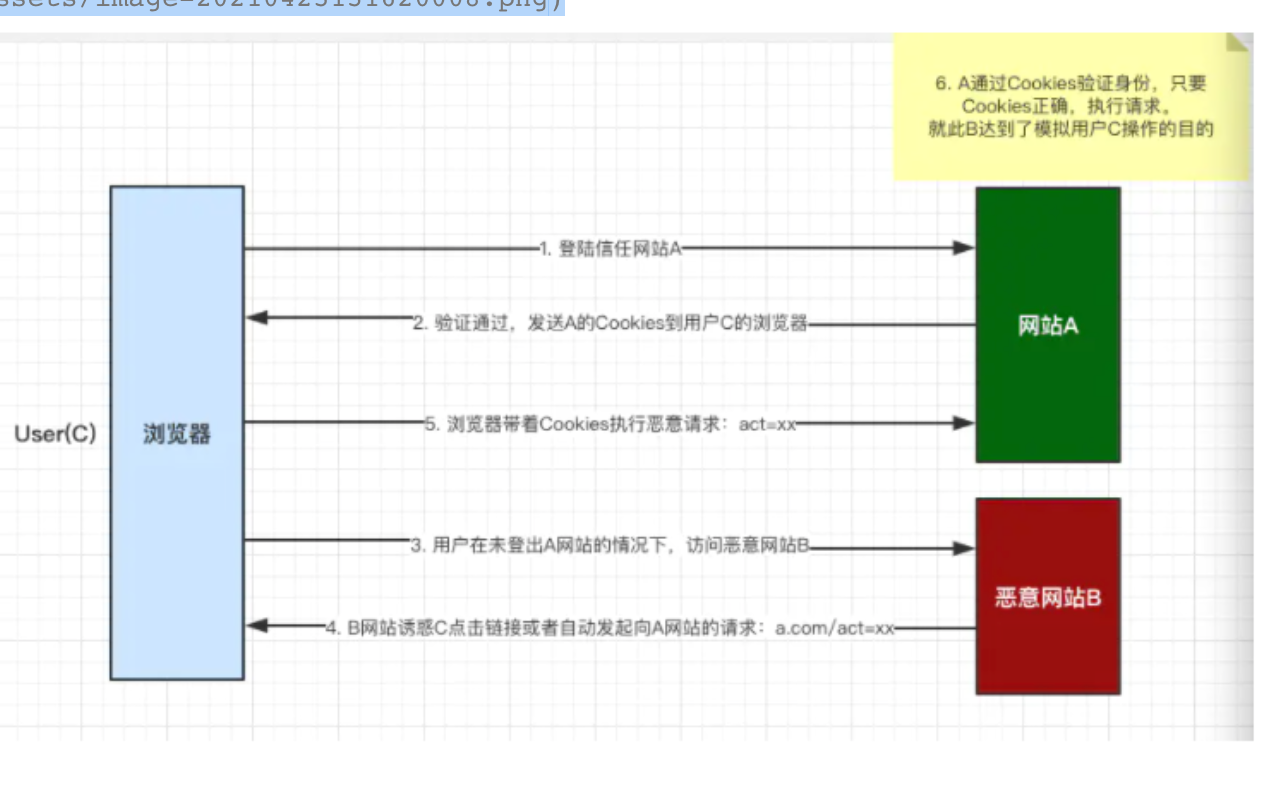 assets/image-20210425151620008.png)
6. A通过Cookies验证身份，只要
Cookies正确，执行请求。
就此B达到了模拟用户C操作的目的
1. 登陆信任网站A
2. 验证通过，发送A的Cookies到用户C的浏览器
网站A
5. 浏览器带着Cookies执行恶意请求：act=xx
User(C)
浏览器
3. 用户在未登出A网站的情况下，访问恶意网站B
恶意网站B
4. B网站诱惑C点击链接或者自动发起向A网站的请求：a.com/act=xx